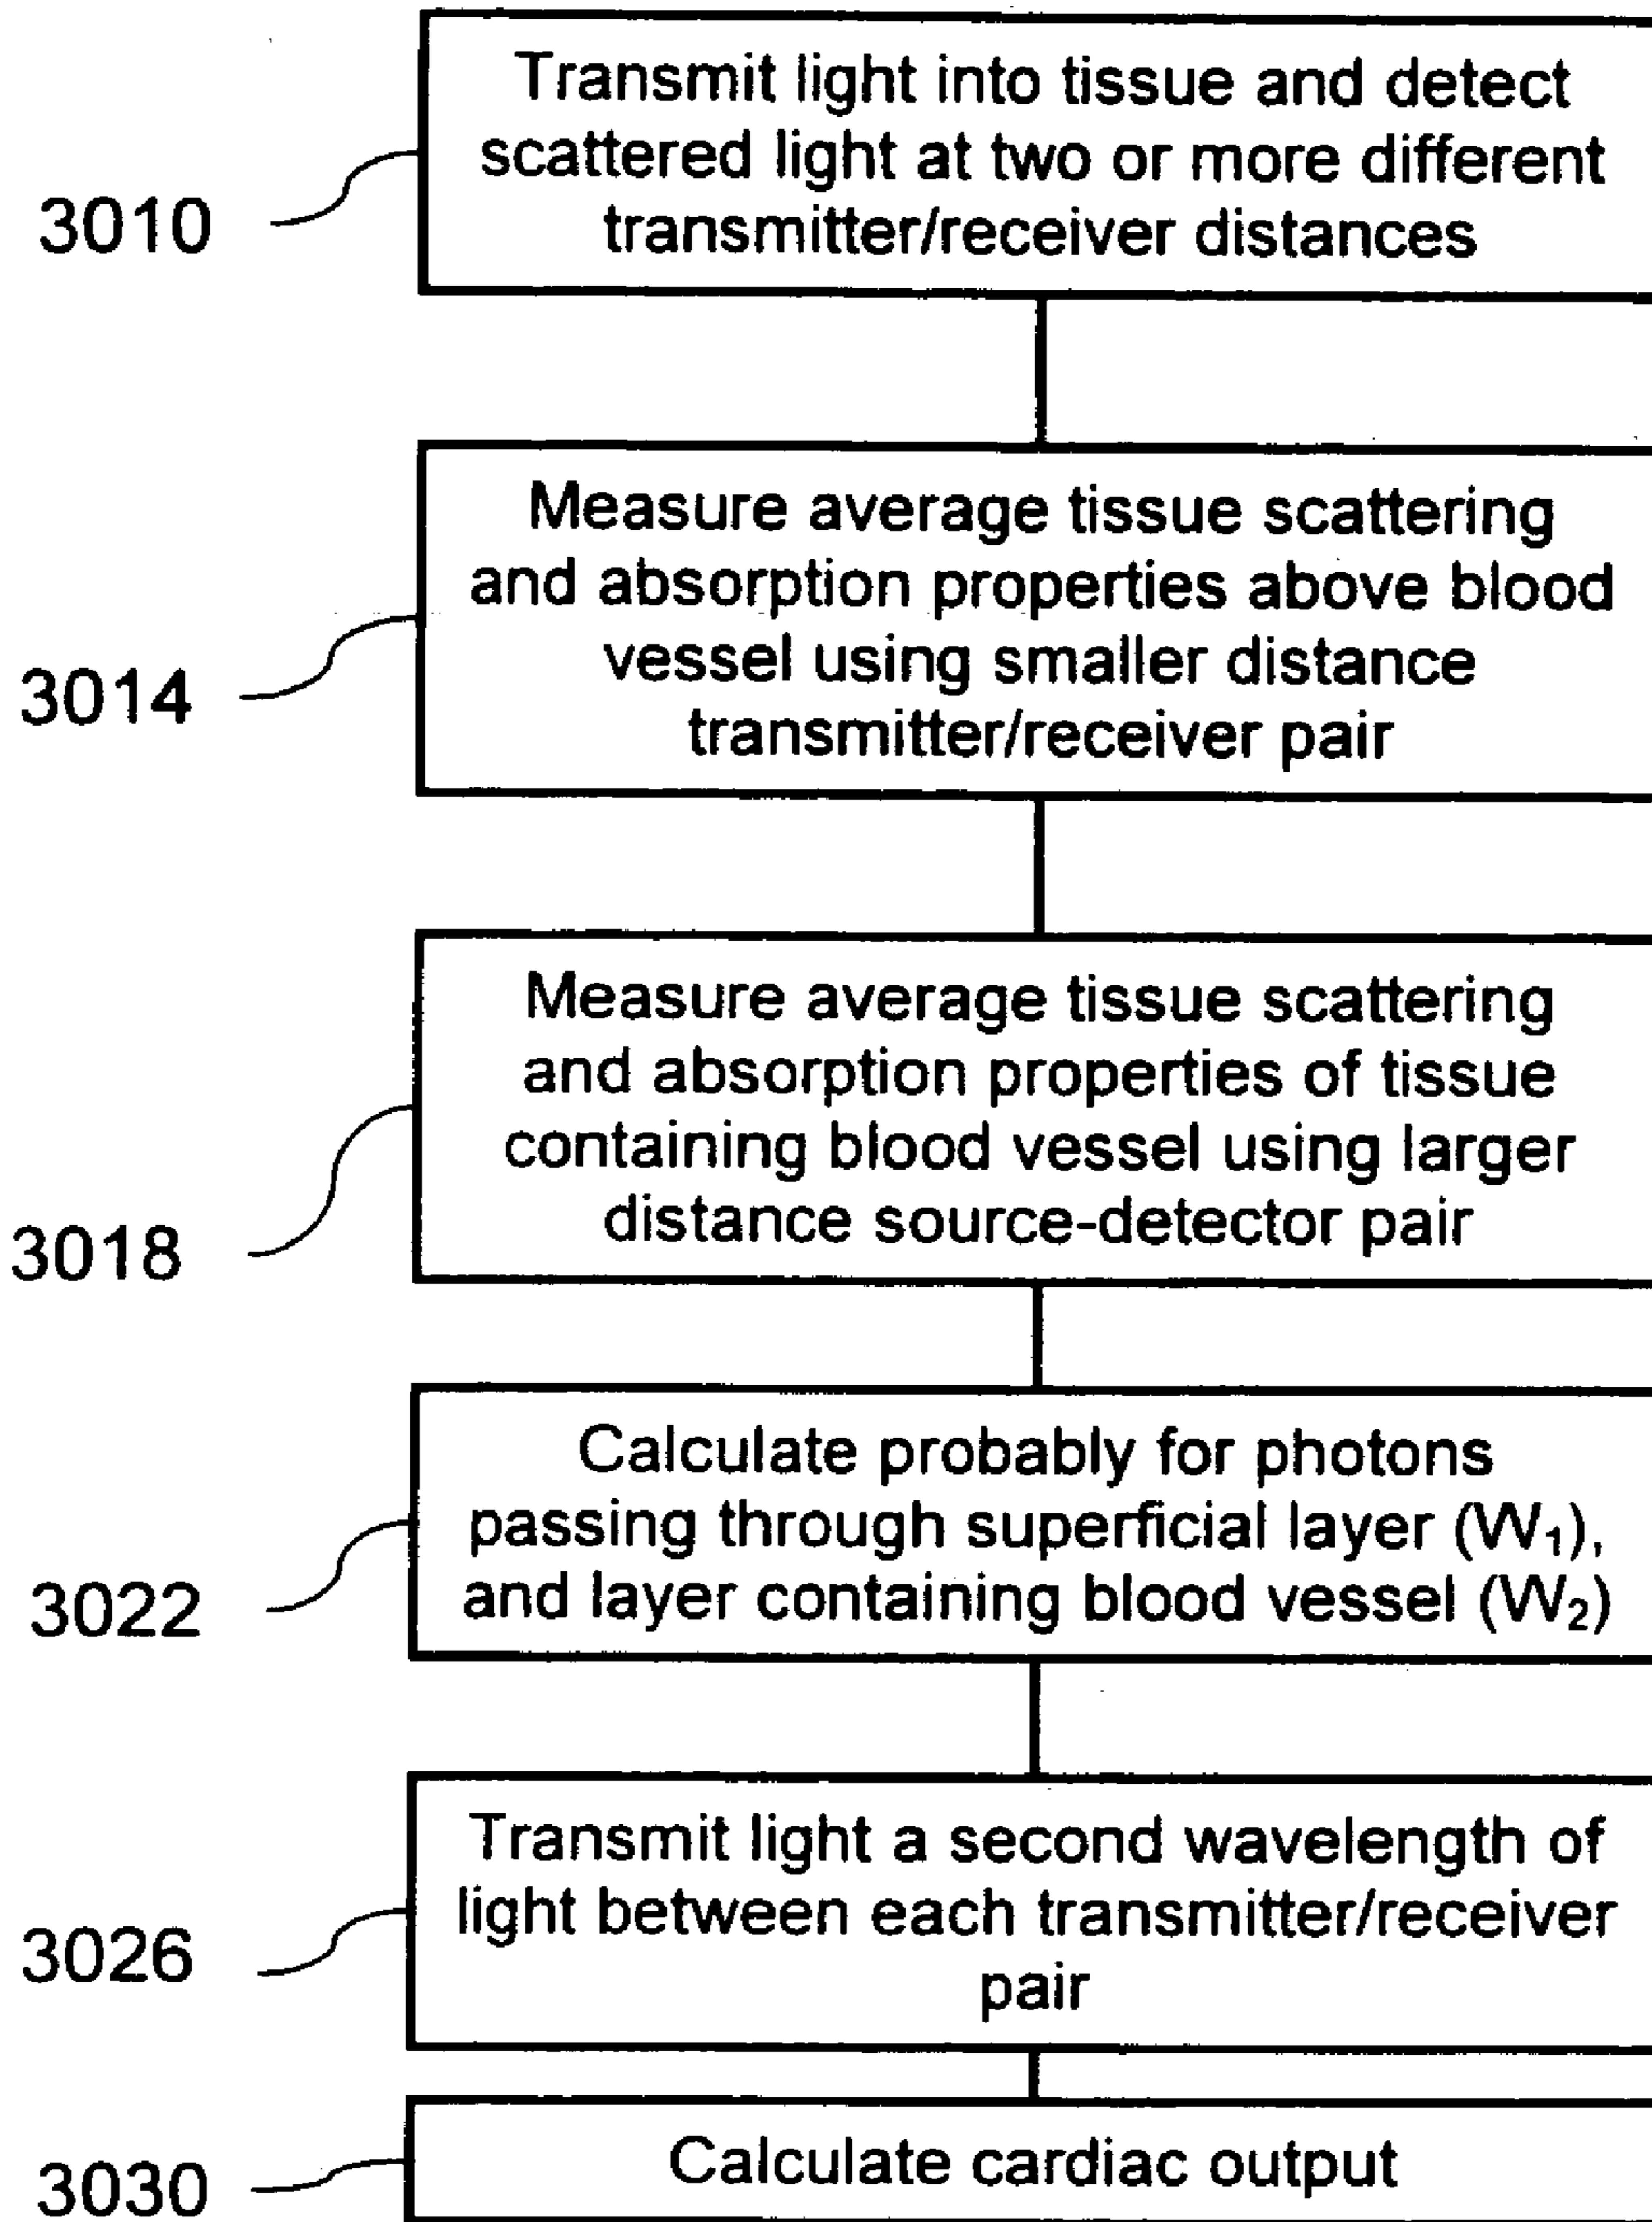 Transmit light into tissue and detect
scattered light at two or more different
transmitter/receiver distances
3010
Measure average tissue scattering
and absorption properties above blood
vessel using smaller distance
transmitter/receiver pair
3014
Measure average tissue scattering
and absorption properties of tissue
containing blood vessel using larger
distance source-detector pair
3018
Calculate probably for photons
passing through superficial layer (W₁),
and layer containing blood vessel (W₂)
3022
Transmit light a second wavelength of
light between each transmitter/receiver
pair
3026
Calculate cardiac output
3030